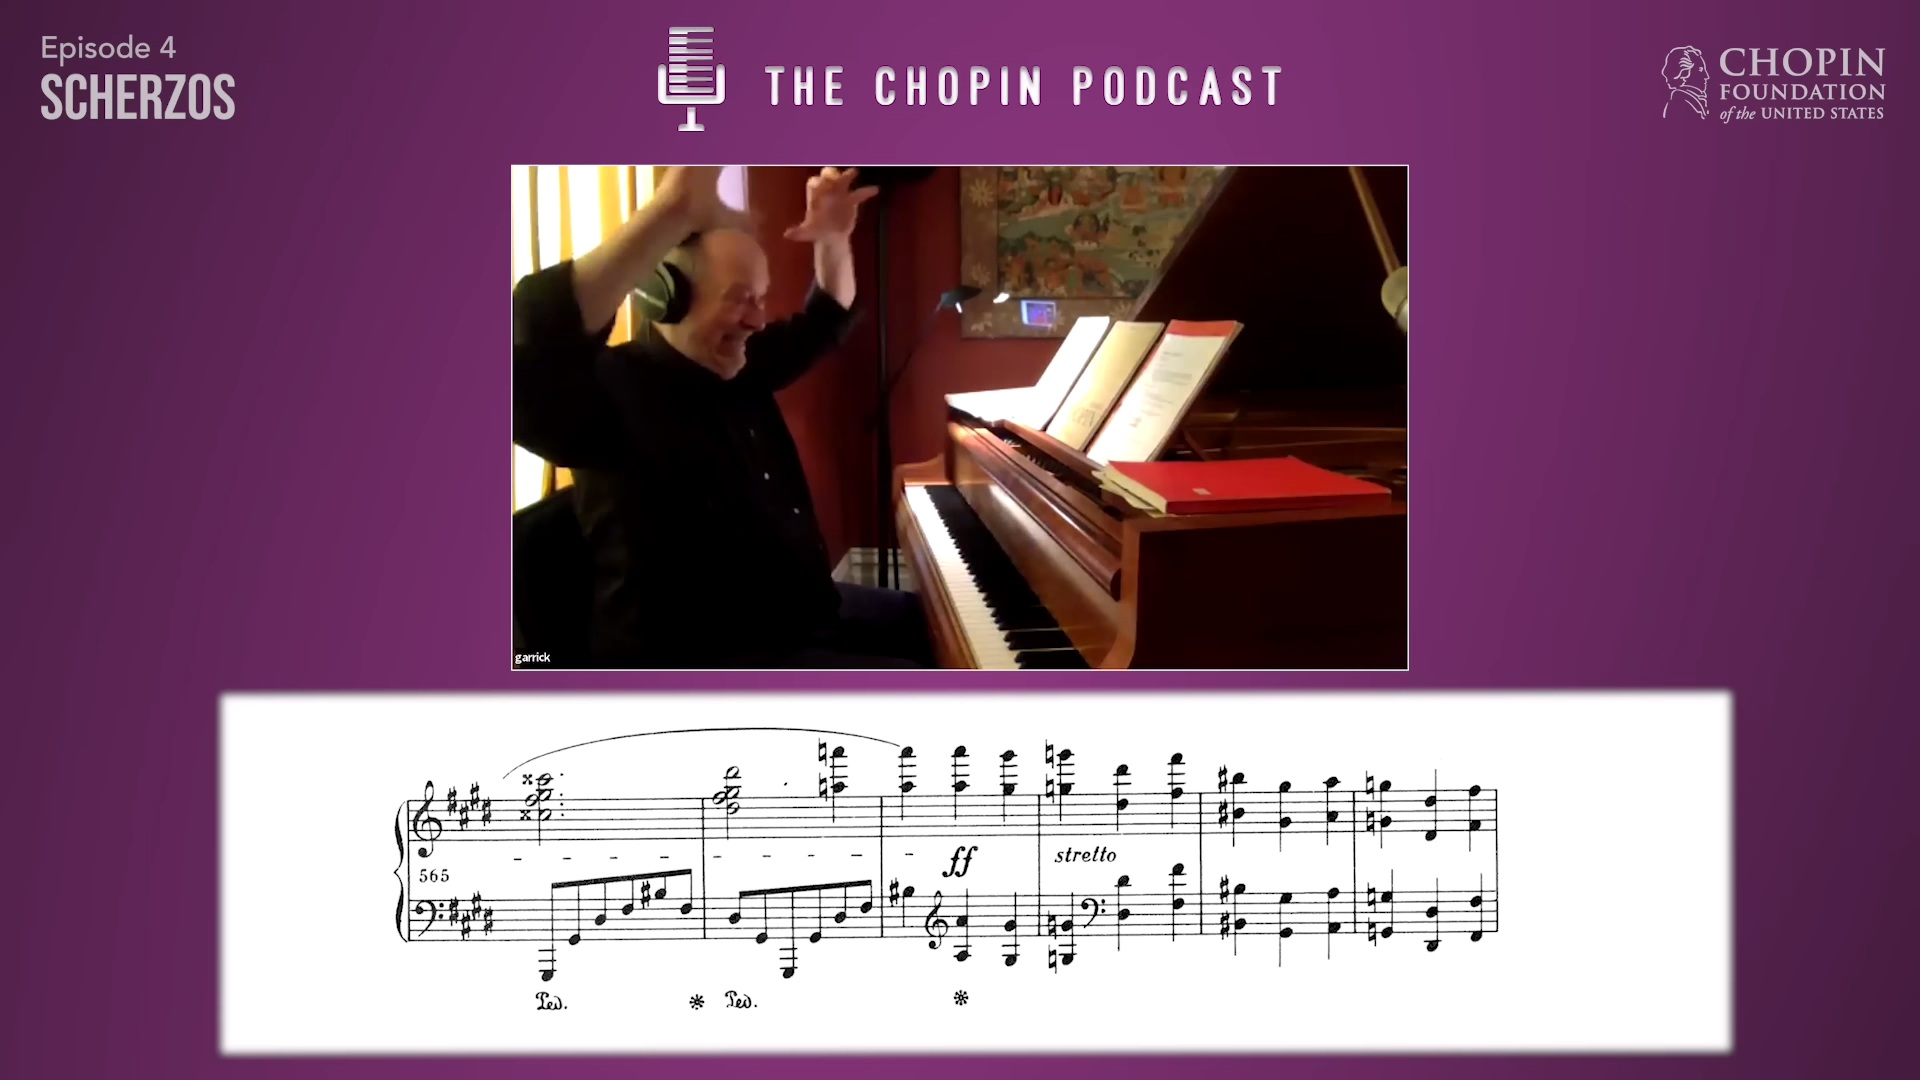 Episode 4
SCHERZOS
THE CHOPIN PODCAST
CHOPIN
FOUNDATION
of the UNITED STATES
garrick
565
ff
stretto
Ped.
Ped.